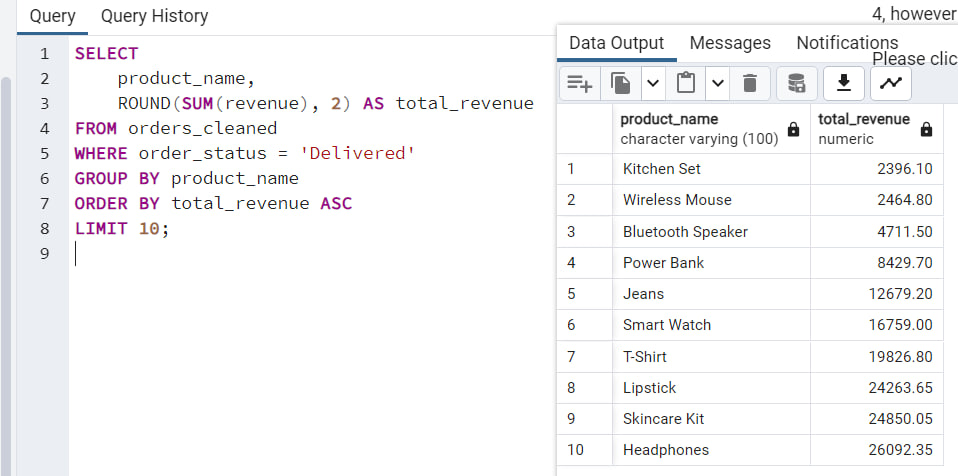 Query Query History
1 SELECT
2 product_name,
3 ROUND(SUM(revenue), 2) AS total_revenue
4 FROM orders_cleaned
5 WHERE order_status = 'Delivered'
6 GROUP BY product_name
7 ORDER BY total_revenue ASC
8 LIMIT 10;
9
4, however
Data Output Messages Notifications
Please clic
product_name total_revenue
character varying (100) numeric
1 Kitchen Set 2396.10
2 Wireless Mouse 2464.80
3 Bluetooth Speaker 4711.50
4 Power Bank 8429.70
5 Jeans 12679.20
6 Smart Watch 16759.00
7 T-Shirt 19826.80
8 Lipstick 24263.65
9 Skincare Kit 24850.05
10 Headphones 26092.35